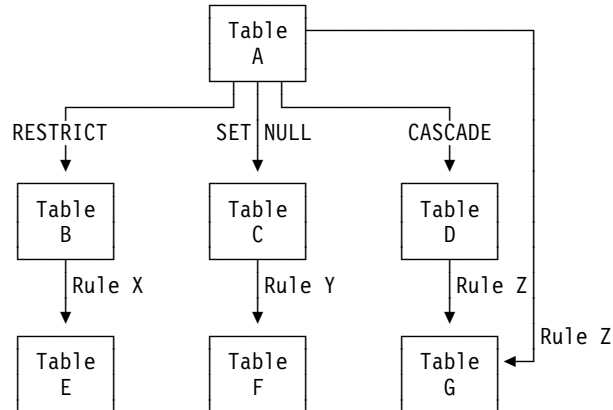 Table
A
RESTRICT
SET NULL
CASCADE
Table
B
Table
C
Table
D
Rule X
Rule Y
Rule Z
Rule Z
Table
E
Table
F
Table
G